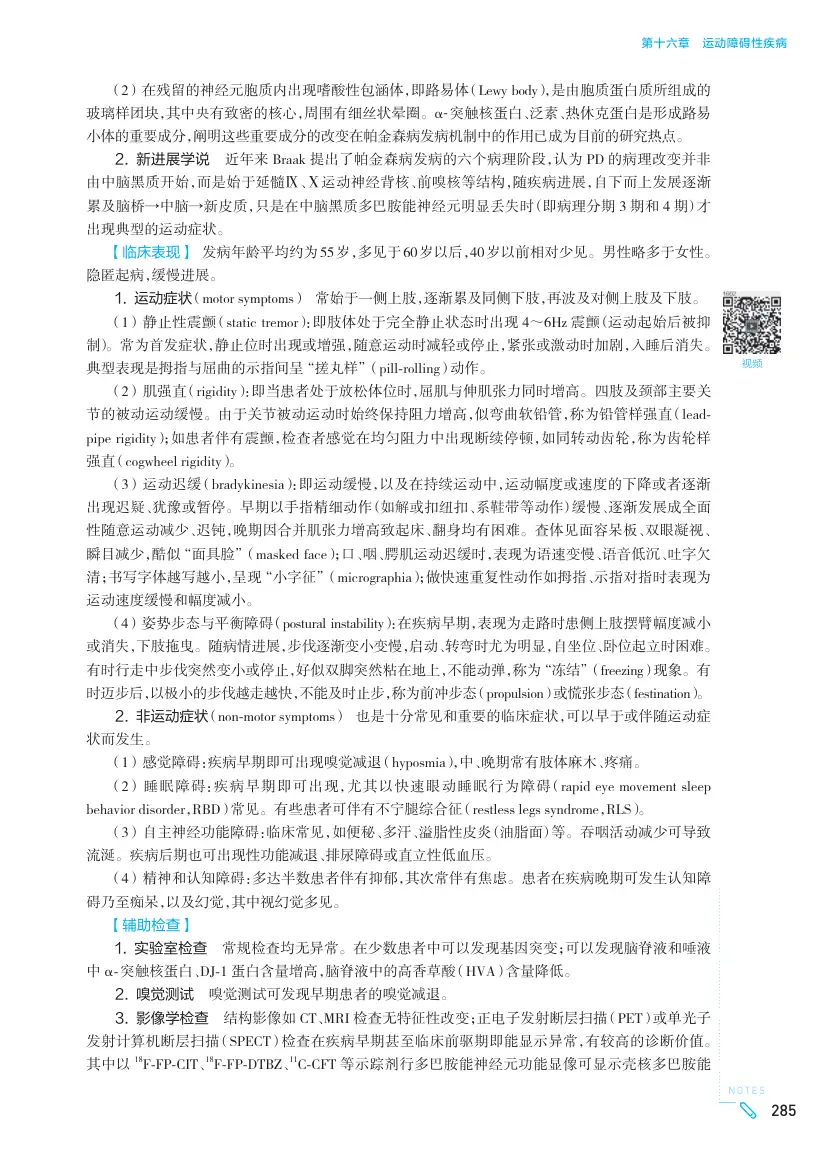 第十六章 运动障碍性疾病
（2）在残留的神经元胞质内出现嗜酸性包涵体，即路易体（Lewy body），是由胞质蛋白质所组成的
玻璃样团块，其中央有致密的核心，周围有细丝状晕圈。α-突触核蛋白、泛素、热休克蛋白是形成路易
小体的重要成分，阐明这些重要成分的改变在帕金森病发病机制中的作用已成为目前的研究热点。
2. 新进展学说 近年来 Braak 提出了帕金森病发病的六个病理阶段，认为 PD 的病理改变并非
由中脑黑质开始，而是始于延髓Ⅸ、Ⅹ运动神经背核、前嗅核等结构，随疾病进展，自下而上发展逐渐
累及脑桥→中脑→新皮质，只是在中脑黑质多巴胺能神经元明显丢失时（即病理分期 3 期和 4 期）才
出现典型的运动症状。
【临床表现】 发病年龄平均约为55岁，多见于60岁以后，40岁以前相对少见。男性略多于女性。
隐匿起病，缓慢进展。
1. 运动症状（motor symptoms） 常始于一侧上肢，逐渐累及同侧下肢，再波及对侧上肢及下肢。
（1）静止性震颤（static tremor）：即肢体处于完全静止状态时出现 4～6Hz 震颤（运动起始后被抑
制）。常为首发症状，静止位时出现或增强，随意运动时减轻或停止，紧张或激动时加剧，入睡后消失。
典型表现是拇指与屈曲的示指间呈“搓丸样”（pill-rolling）动作。
（2）肌强直（rigidity）：即当患者处于放松体位时，屈肌与伸肌张力同时增高。四肢及颈部主要关
节的被动运动缓慢。由于关节被动运动时始终保持阻力增高，似弯曲软铅管，称为铅管样强直（lead-
pipe rigidity）；如患者伴有震颤，检查者感觉在均匀阻力中出现断续停顿，如同转动齿轮，称为齿轮样
强直（cogwheel rigidity）。
（3）运动迟缓（bradykinesia）：即运动缓慢，以及在持续运动中，运动幅度或速度的下降或者逐渐
出现迟疑、犹豫或暂停。早期以手指精细动作（如解或扣纽扣、系鞋带等动作）缓慢、逐渐发展成全面
性随意运动减少、迟钝，晚期因合并肌张力增高致起床、翻身均有困难。查体见面容呆板、双眼凝视、
瞬目减少，酷似“面具脸”（masked face）；口、咽、腭肌运动迟缓时，表现为语速变慢、语音低沉、吐字欠
清；书写字体越写越小，呈现“小字征”（micrographia）；做快速重复性动作如拇指、示指对指时表现为
运动速度缓慢和幅度减小。
（4）姿势步态与平衡障碍（postural instability）：在疾病早期，表现为走路时患侧上肢摆臂幅度减小
或消失，下肢拖曳。随病情进展，步伐逐渐变小变慢，启动、转弯时尤为明显，自坐位、卧位起立时困难。
有时行走中步伐突然变小或停止，好似双脚突然粘在地上，不能动弹，称为“冻结”（freezing）现象。有
时迈步后，以极小的步伐越走越快，不能及时止步，称为前冲步态（propulsion）或慌张步态（festination）。
2. 非运动症状（non-motor symptoms） 也是十分常见和重要的临床症状，可以早于或伴随运动症
状而发生。
（1）感觉障碍：疾病早期即可出现嗅觉减退（hyposmia），中、晚期常有肢体麻木、疼痛。
（2）睡眠障碍：疾病早期即可出现，尤其以快速眼动睡眠行为障碍（rapid eye movement sleep
behavior disorder，RBD）常见。有些患者可伴有不宁腿综合征（restless legs syndrome，RLS）。
（3）自主神经功能障碍：临床常见，如便秘、多汗、溢脂性皮炎（油脂面）等。吞咽活动减少可导致
流涎。疾病后期也可出现性功能减退、排尿障碍或直立性低血压。
（4）精神和认知障碍：多达半数患者伴有抑郁，其次常伴有焦虑。患者在疾病晚期可发生认知障
碍乃至痴呆，以及幻觉，其中视幻觉多见。
【辅助检查】
1. 实验室检查 常规检查均无异常。在少数患者中可以发现基因突变；可以发现脑脊液和唾液
中 α-突触核蛋白、DJ-1 蛋白含量增高，脑脊液中的高香草酸（HVA）含量降低。
2. 嗅觉测试 嗅觉测试可发现早期患者的嗅觉减退。
3. 影像学检查 结构影像如 CT、MRI 检查无特征性改变；正电子发射断层扫描（PET）或单光子
发射计算机断层扫描（SPECT）检查在疾病早期甚至临床前驱期即能显示异常，有较高的诊断价值。
其中以 ¹⁸F-FP-CIT、¹⁸F-FP-DTBZ、¹¹C-CFT 等示踪剂行多巴胺能神经元功能显像可显示壳核多巴胺能
视频
NOTES
285